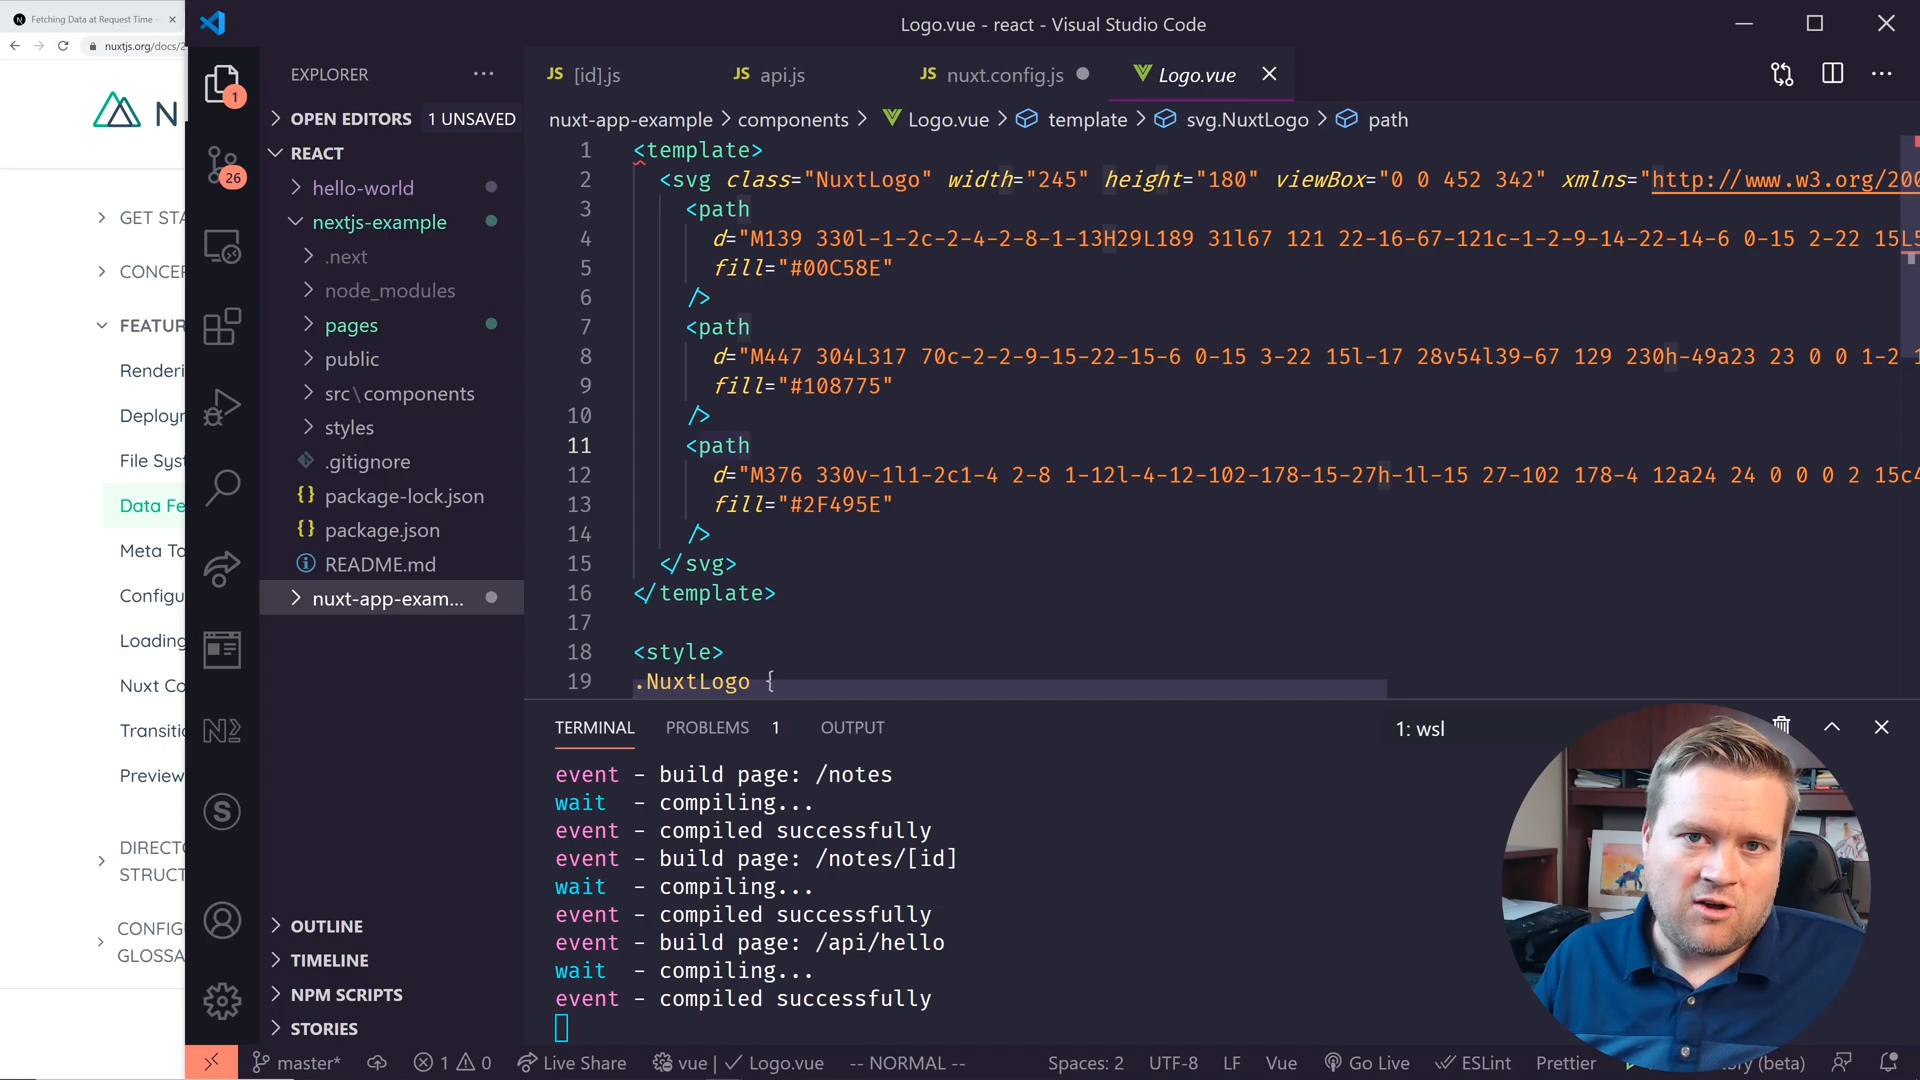 Fetching Data at Request Time -
nuxtjs.org/docs/2
N
GET STA
CONCEP
FEATUR
Renderi
Deployn
File Syst
Data Fe
Meta Ta
Configu
Loading
Nuxt Co
Transitio
Preview
DIRECTO
STRUCT
CONFIG
GLOSSA
Logo.vue - react - Visual Studio Code
1
26
EXPLORER
OPEN EDITORS 1 UNSAVED
REACT
hello-world
nextjs-example
.next
node_modules
pages
public
src\components
styles
.gitignore
{} package-lock.json
{} package.json
README.md
nuxt-app-exam...
OUTLINE
TIMELINE
NPM SCRIPTS
STORIES
JS [id].js
JS api.js
JS nuxt.config.js
Logo.vue
nuxt-app-example > components > Logo.vue > template > svg.NuxtLogo > path
1 <template>
2 <svg class="NuxtLogo" width="245" height="180" viewBox="0 0 452 342" xmlns="http://www.w3.org/200
3 <path
4 d="M139 330l-1-2c-2-4-2-8-1-13H29L189 31l67 121 22-16-67-121c-1-2-9-14-22-14-6 0-15 2-22 15L5
5 fill="#00C58E"
6 />
7 <path
8 d="M447 304L317 70c-2-2-9-15-22-15-6 0-15 3-22 15l-17 28v54l39-67 129 230h-49a23 23 0 0 1-2 1
9 fill="#108775"
10 />
11 <path
12 d="M376 330v-1l1-2c1-4 2-8 1-12l-4-12-102-178-15-27h-1l-15 27-102 178-4 12a24 24 0 0 0 2 15c4
13 fill="#2F495E"
14 />
15 </svg>
16 </template>
17
18 <style>
19 .NuxtLogo {
TERMINAL PROBLEMS 1 OUTPUT 1: wsl
event - build page: /notes
wait - compiling...
event - compiled successfully
event - build page: /notes/[id]
wait - compiling...
event - compiled successfully
event - build page: /api/hello
wait - compiling...
event - compiled successfully
master* 1 0 Live Share vue | Logo.vue -- NORMAL -- Spaces: 2 UTF-8 LF Vue Go Live ESLint Prettier (beta)